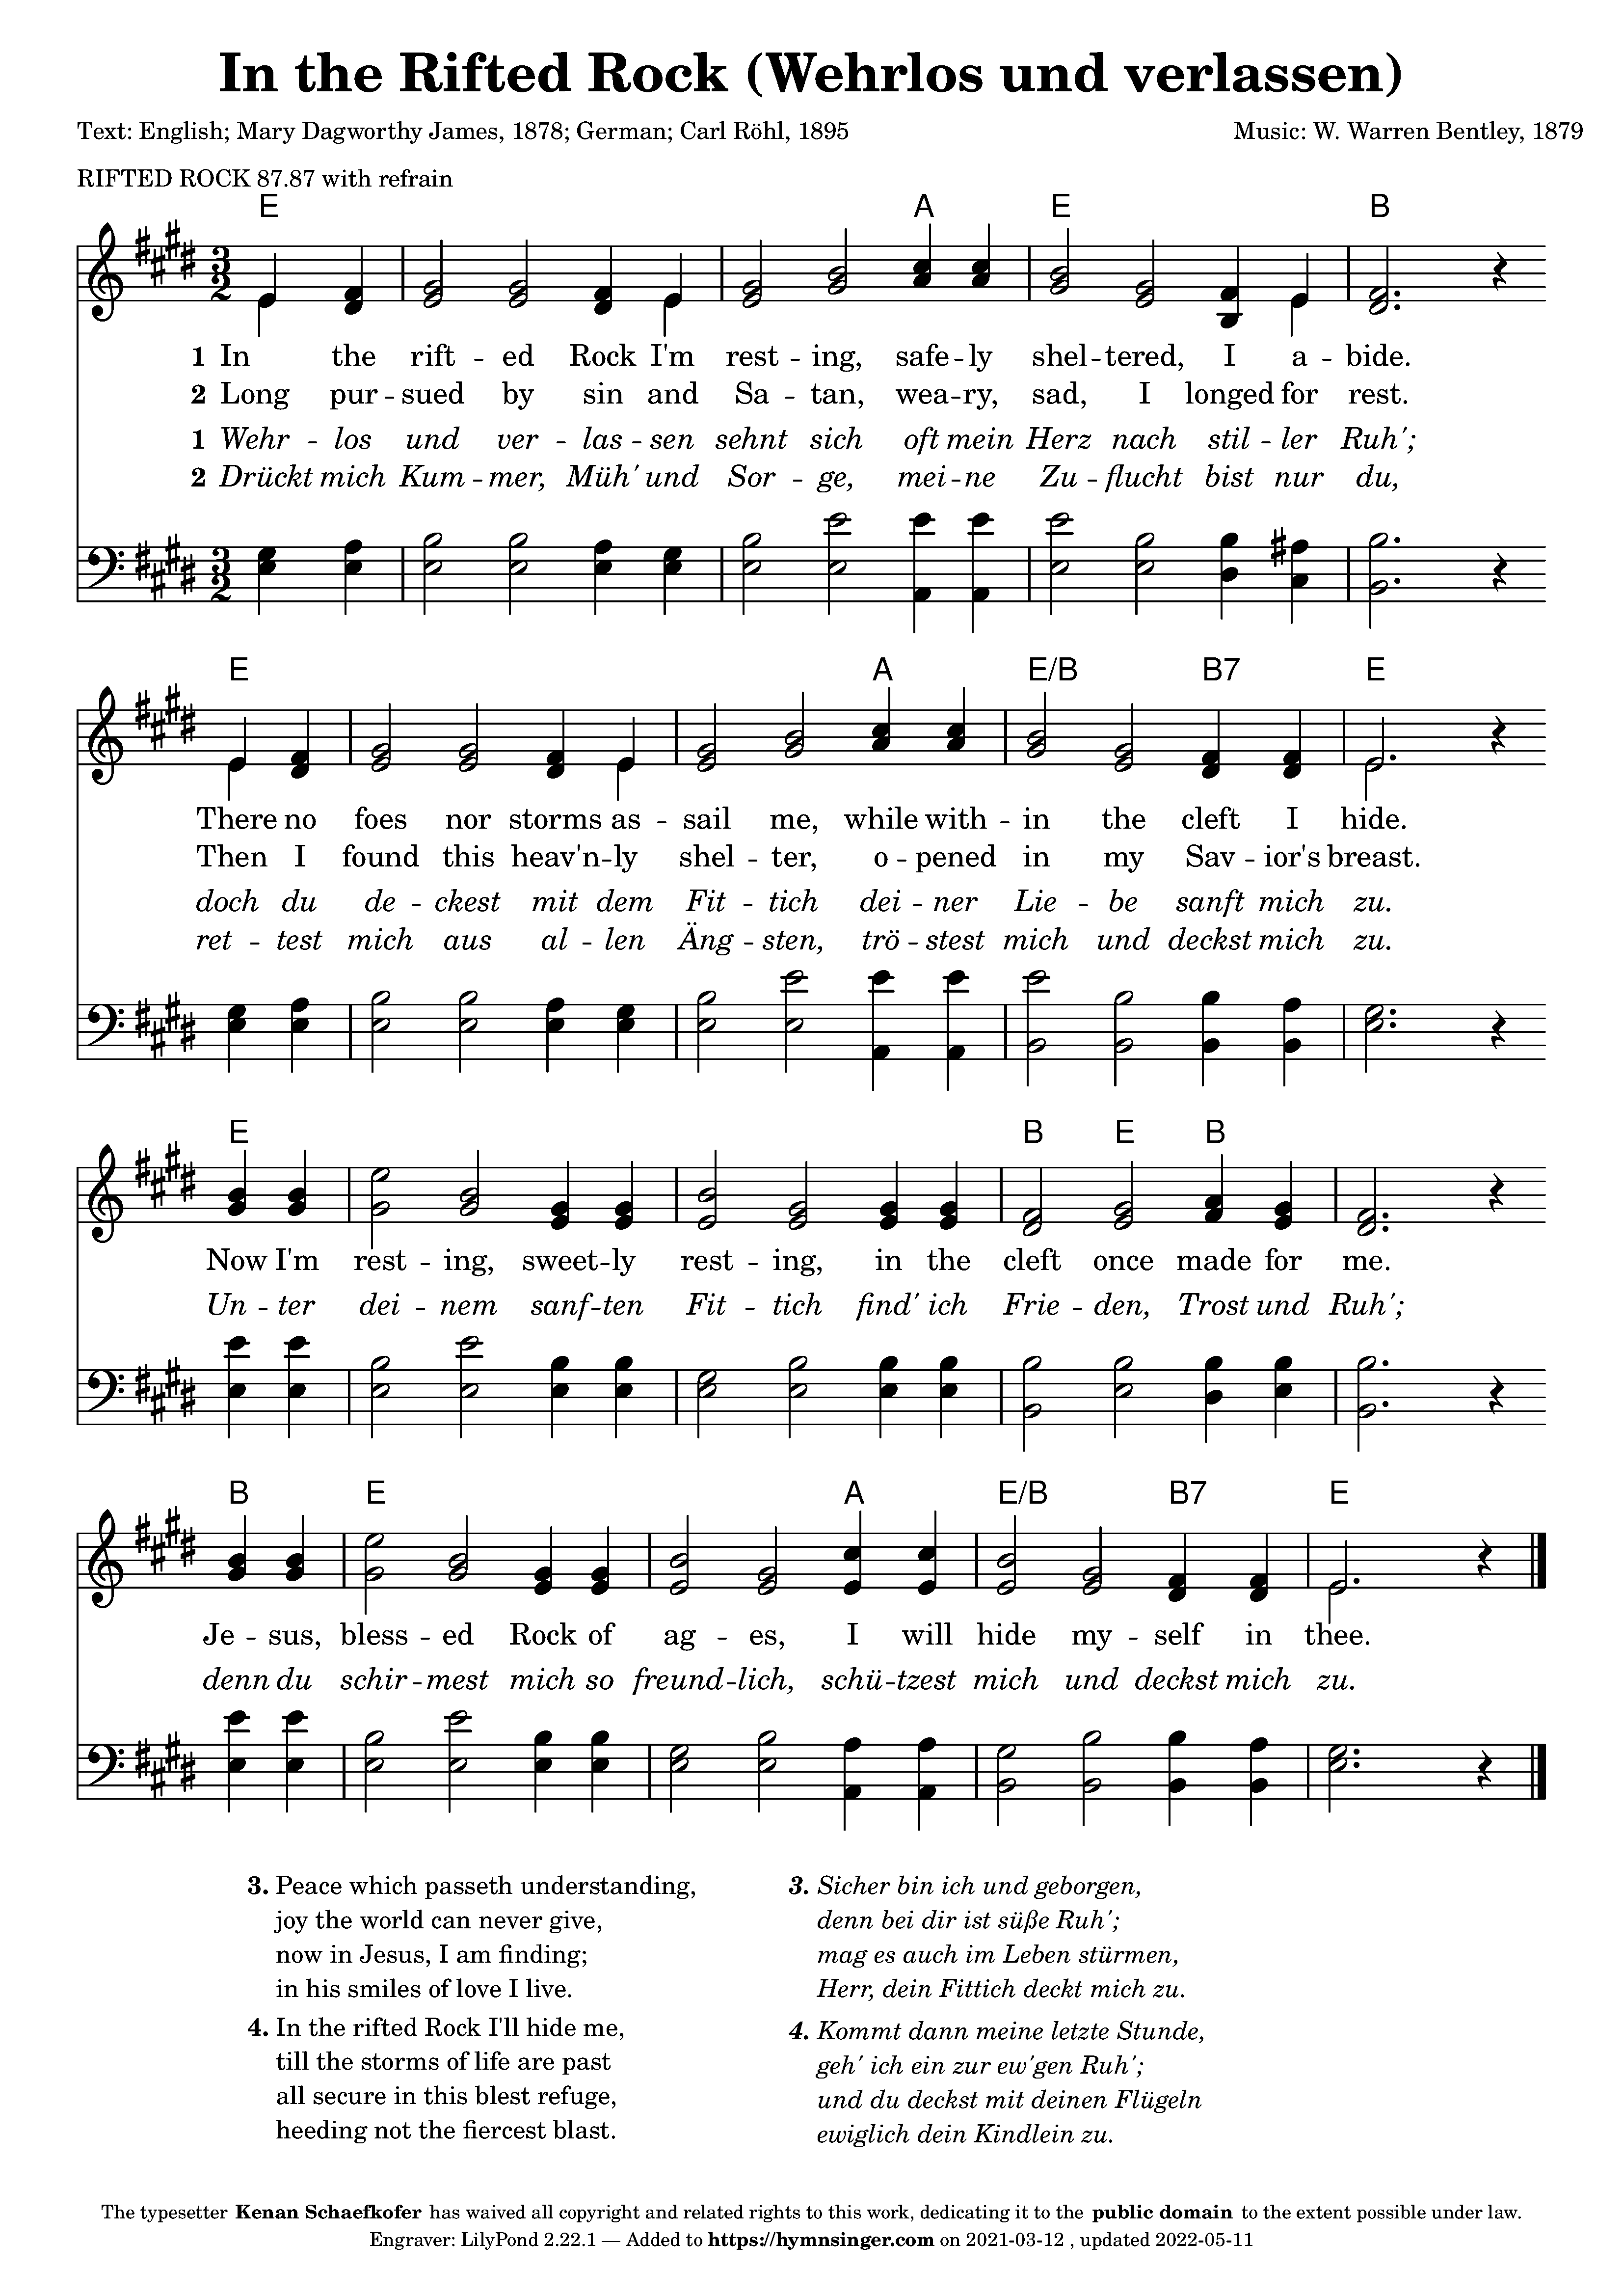 In the Rifted Rock (Wehrlos und verlassen)
Text: English; Mary Dagworthy James, 1878; German; Carl Röhl, 1895 Music: W. Warren Bentley, 1879
RIFTED ROCK 87.87 with refrain
E A E B
1 In the rift -- ed Rock I'm rest -- ing, safe -- ly shel -- tered, I a -- bide.
2 Long pur -- sued by sin and Sa -- tan, wea -- ry, sad, I longed for rest.
1 Wehr -- los und ver -- las -- sen sehnt sich oft mein Herz nach stil -- ler Ruh';
2 Drückt mich Kum -- mer, Müh' und Sor -- ge, mei -- ne Zu -- flucht bist nur du,
E A E/B B7 E
There no foes nor storms as -- sail me, while with -- in the cleft I hide.
Then I found this heav'n -- ly shel -- ter, o -- pened in my Sav -- ior's breast.
doch du de -- ckest mit dem Fit -- tich dei -- ner Lie -- be sanft mich zu.
ret -- test mich aus al -- len Äng -- sten, trö -- stest mich und deckst mich zu.
E B E B
Now I'm rest -- ing, sweet -- ly rest -- ing, in the cleft once made for me.
Un -- ter dei -- nem sanf -- ten Fit -- tich find' ich Frie -- den, Trost und Ruh';
B E A E/B B7 E
Je -- sus, bless -- ed Rock of ag -- es, I will hide my -- self in thee.
denn du schir -- mest mich so freund -- lich, schü -- tzest mich und deckst mich zu.
3. Peace which passeth understanding,
joy the world can never give,
now in Jesus, I am finding;
in his smiles of love I live.
4. In the rifted Rock I'll hide me,
till the storms of life are past
all secure in this blest refuge,
heeding not the fiercest blast.
3. Sicher bin ich und geborgen,
denn bei dir ist süße Ruh';
mag es auch im Leben stürmen,
Herr, dein Fittich deckt mich zu.
4. Kommt dann meine letzte Stunde,
geh' ich ein zur ew'gen Ruh';
und du deckst mit deinen Flügeln
ewiglich dein Kindlein zu.
The typesetter Kenan Schaefkofer has waived all copyright and related rights to this work, dedicating it to the public domain to the extent possible under law.
Engraver: LilyPond 2.22.1 — Added to https://hymnsinger.com on 2021-03-12 , updated 2022-05-11